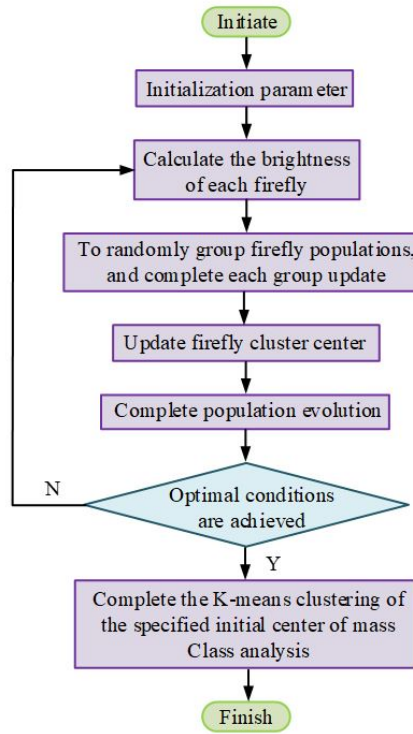 Initiate
Initialization parameter
Calculate the brightness
of each firefly
To randomly group firefly populations,
and complete each group update
Update firefly cluster center
Complete population evolution
N
Optimal conditions
are achieved
Y
Complete the K-means clustering of
the specified initial center of mass
Class analysis
Finish